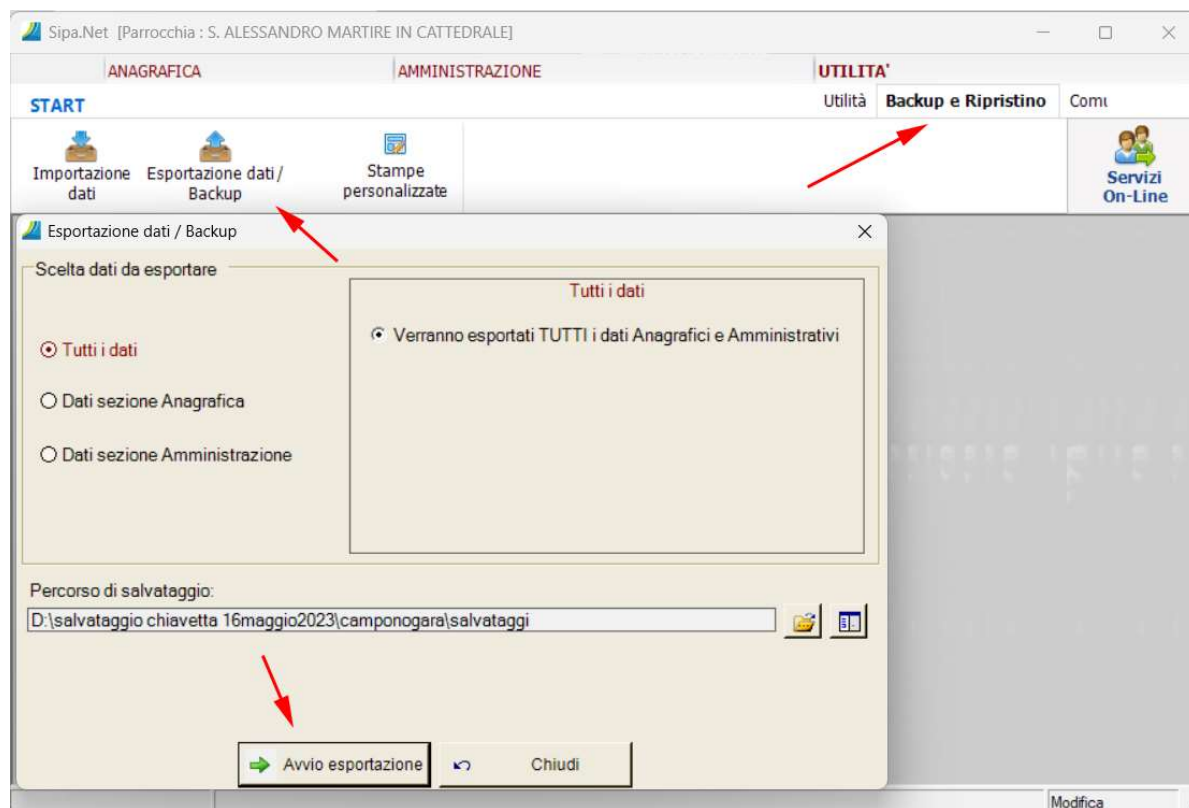 Sipa.Net [Parrocchia : S. ALESSANDRO MARTIRE IN CATTEDRALE]
ANAGRAFICA AMMINISTRAZIONE UTILITA'
START Utilità Backup e Ripristino
Importazione dati
Esportazione dati / Backup
Stampe personalizzate
Servizi On-Line
Esportazione dati / Backup
Scelta dati da esportare
Tutti i dati
Verranno esportati TUTTI i dati Anagrafici e Amministrativi
Tutti i dati
Dati sezione Anagrafica
Dati sezione Amministrazione
Percorso di salvataggio:
D:\salvataggio chiavetta 16maggio2023\camponogara\salvataggi
Avvio esportazione Chiudi
Modifica